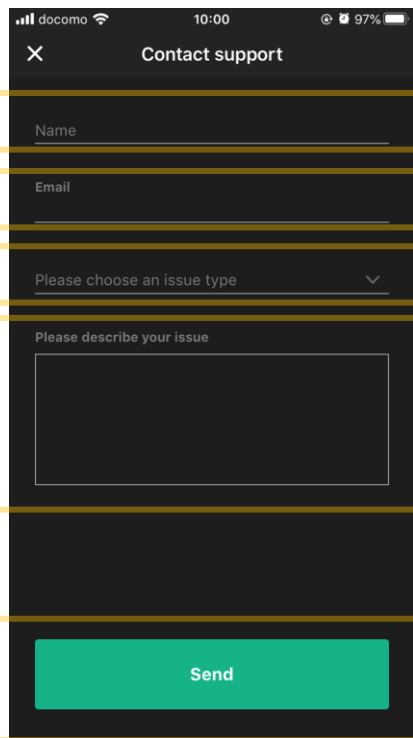 docomo 10:00 97%
Contact support
Name
Email
Please choose an issue type
Please describe your issue
Send